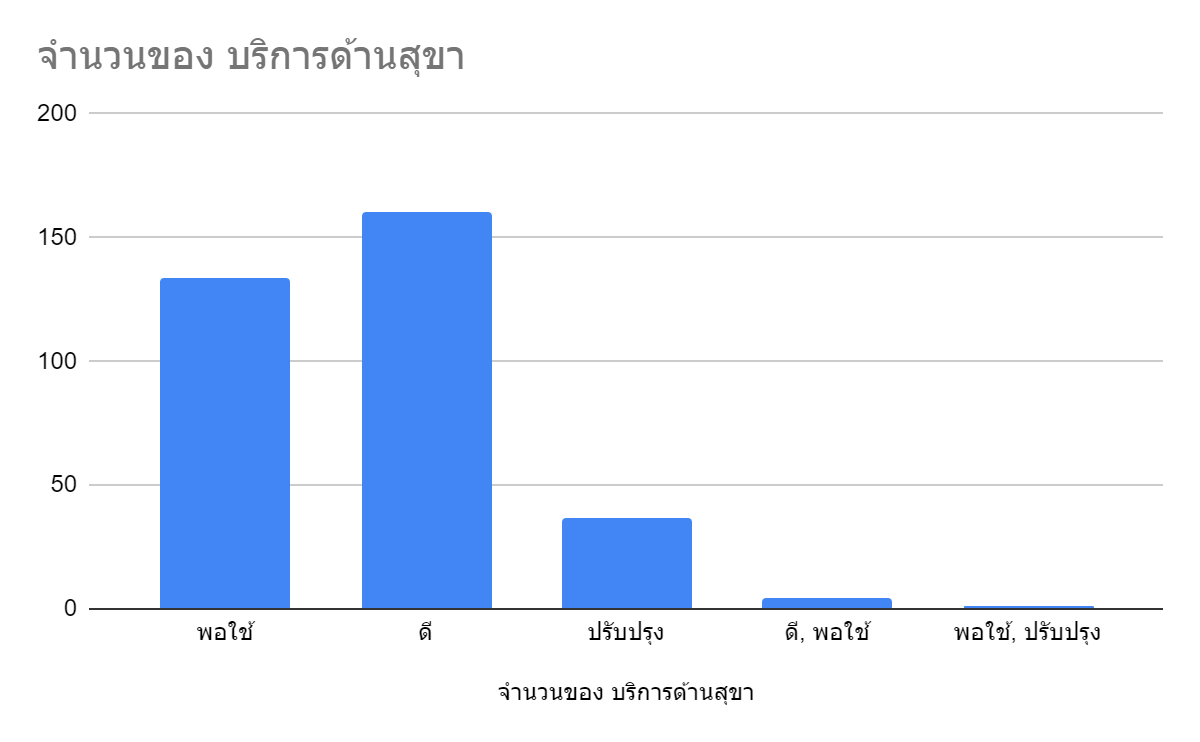 จำนวนของ บริการด้านสุขา
200
150
100
50
0
พอใช้ ดี ปรับปรุง ดี, พอใช้ พอใช้, ปรับปรุง
จำนวนของ บริการด้านสุขา